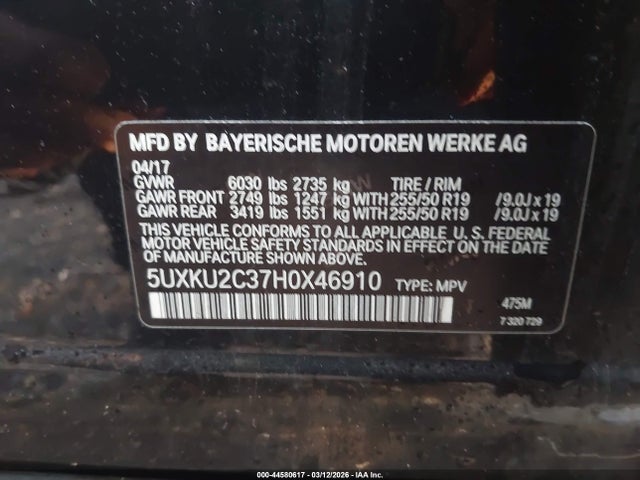 MFD BY BAYERISCHE MOTOREN WERKE AG
04/17
GVWR 6030 lbs 2735 kg TIRE / RIM
GAWR FRONT 2749 lbs 1247 kg WITH 255/50 R19 /9.0J x 19
GAWR REAR 3419 lbs 1551 kg WITH 255/50 R19 /9.0J x 19
THIS VEHICLE CONFORMS TO ALL APPLICABLE U. S. FEDERAL
MOTOR VEHICLE SAFETY STANDARDS IN EFFECT ON THE DATE
OF MANUFACTURE SHOWN ABOVE.
5UXKU2C37H0X46910 TYPE: MPV
475M
7 320 729
000-44580617 - 03/12/2026 - IAA Inc.